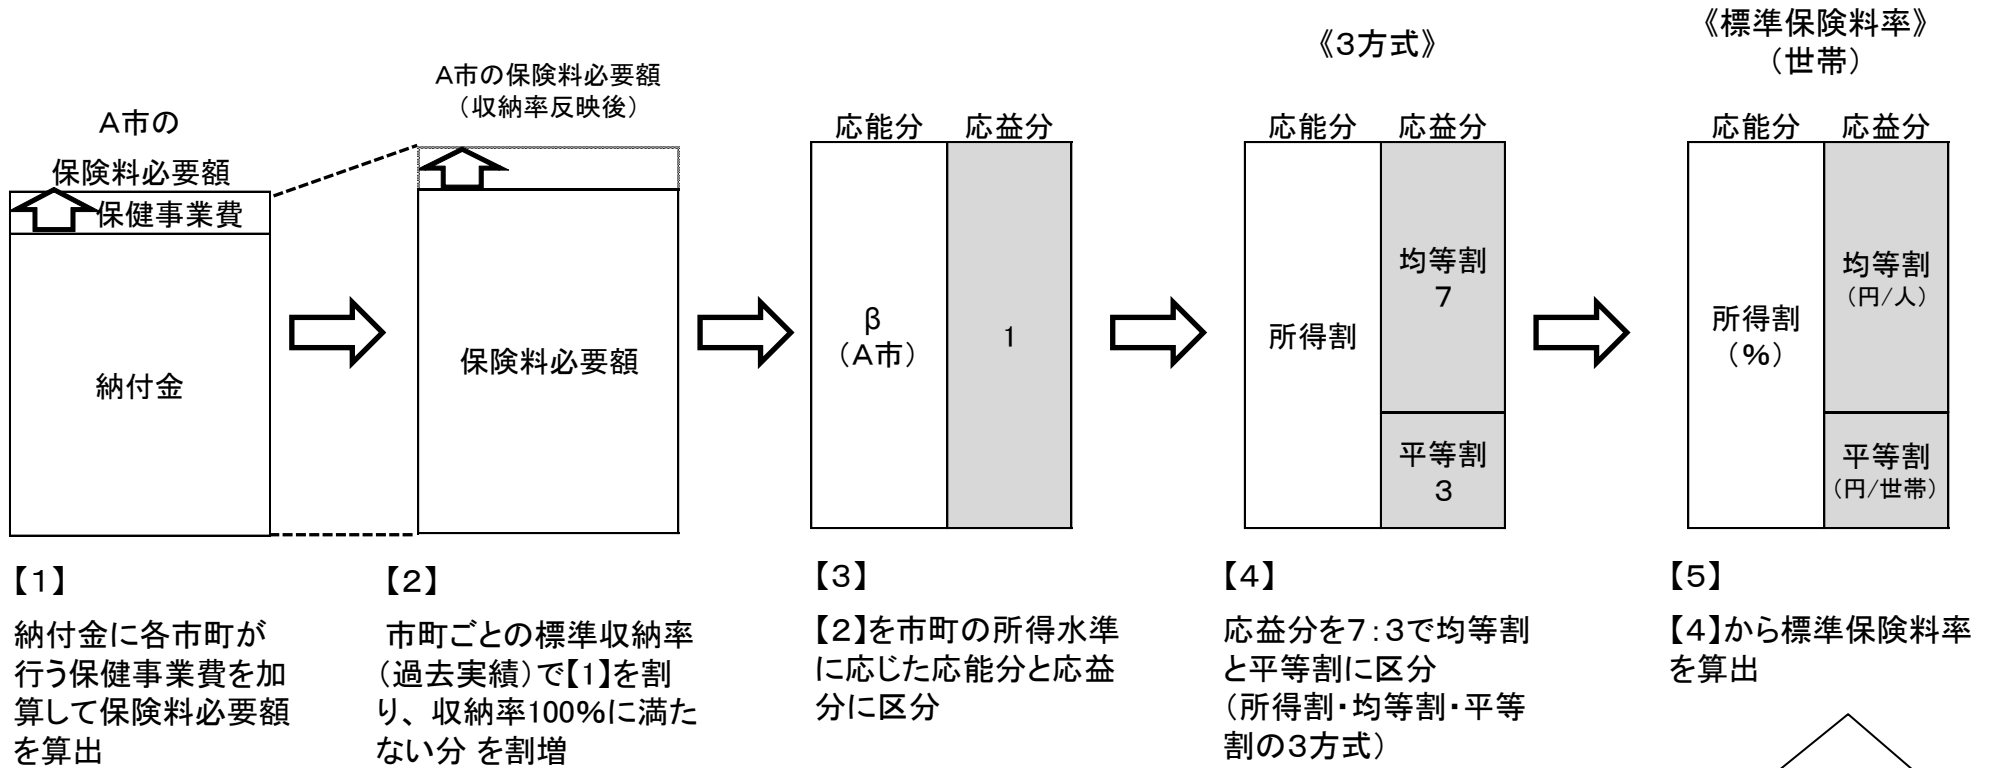 A市の
保険料必要額
保健事業費
納付金
A市の保険料必要額
（収納率反映後）
保険料必要額
応能分　応益分
β
（A市）
1
《3方式》
応能分　応益分
所得割
均等割
7
平等割
3
《標準保険料率》
（世帯）
応能分　応益分
所得割
（%）
均等割
（円/人）
平等割
（円/世帯）
【1】
納付金に各市町が
行う保健事業費を加
算して保険料必要額
を算出
【2】
市町ごとの標準収納率
（過去実績）で【1】を割
り、収納率100%に満た
ない分 を割増
【3】
【2】を市町の所得水準
に応じた応能分と応益
分に区分
【4】
応益分を7：3で均等割
と平等割に区分
（所得割・均等割・平等
割の3方式）
【5】
【4】から標準保険料率
を算出